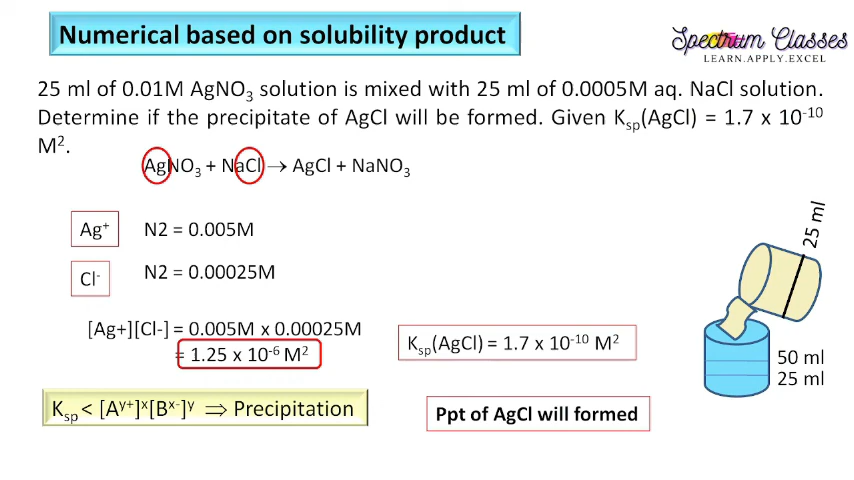 Numerical based on solubility product
Spectrum Classes
LEARN.APPLY.EXCEL
25 ml of 0.01M AgNO₃ solution is mixed with 25 ml of 0.0005M aq. NaCl solution.
Determine if the precipitate of AgCl will be formed. Given Kₛₚ(AgCl) = 1.7 x 10⁻¹⁰
M².
AgNO₃ + NaCl → AgCl + NaNO₃
Ag⁺ N2 = 0.005M
Cl⁻ N2 = 0.00025M
[Ag+][Cl-] = 0.005M x 0.00025M
= 1.25 x 10⁻⁶ M²
Kₛₚ(AgCl) = 1.7 x 10⁻¹⁰ M²
Kₛₚ < [Aʸ⁺]ˣ[Bˣ⁻]ʸ ⇒ Precipitation
Ppt of AgCl will formed
25 ml
50 ml
25 ml